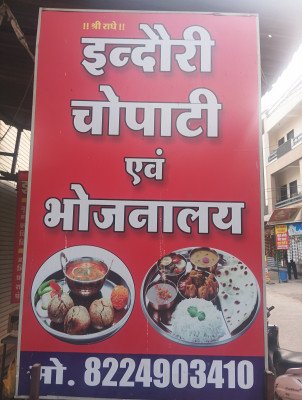 !! श्री राधे !!
इन्दौरी
चोपाटी
एवं
भोजनालय
मो. 8224903410